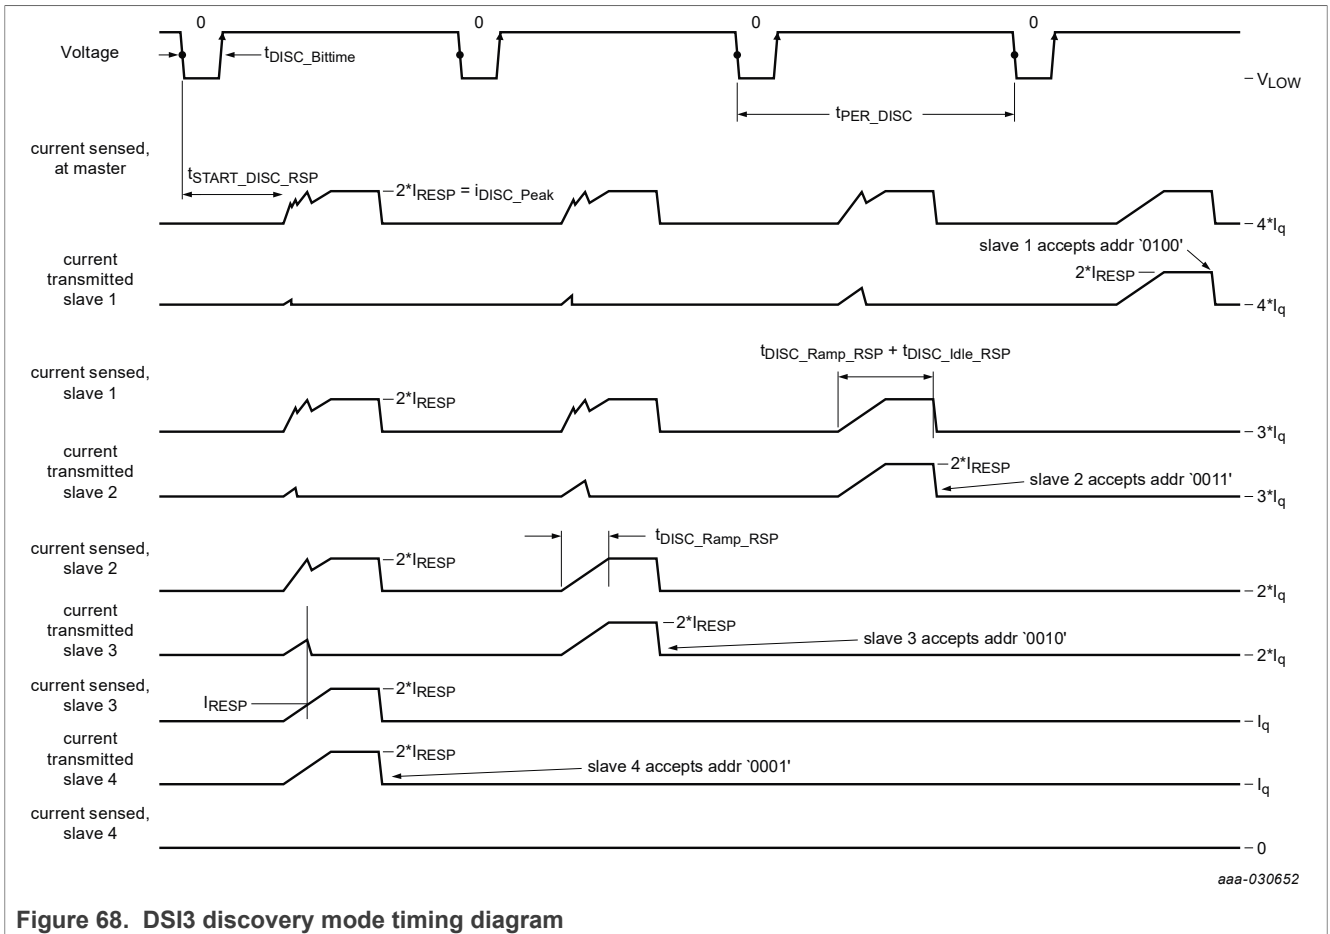 0 0 0 0
Voltage
tDISC_Bittime
VLOW
tPER_DISC
current sensed,
at master
tSTART_DISC_RSP
2*IRESP = iDISC_Peak
4*Iq
slave 1 accepts addr `0100'
current
transmitted
slave 1
2*IRESP
4*Iq
tDISC_Ramp_RSP + tDISC_Idle_RSP
current sensed,
slave 1
2*IRESP
3*Iq
current
transmitted
slave 2
2*IRESP
slave 2 accepts addr `0011'
3*Iq
tDISC_Ramp_RSP
current sensed,
slave 2
2*IRESP
2*Iq
current
transmitted
slave 3
2*IRESP
slave 3 accepts addr `0010'
2*Iq
current sensed,
slave 3
IRESP
2*IRESP
Iq
current
transmitted
slave 4
2*IRESP
slave 4 accepts addr `0001'
Iq
current sensed,
slave 4
0
aaa-030652
Figure 68. DSI3 discovery mode timing diagram